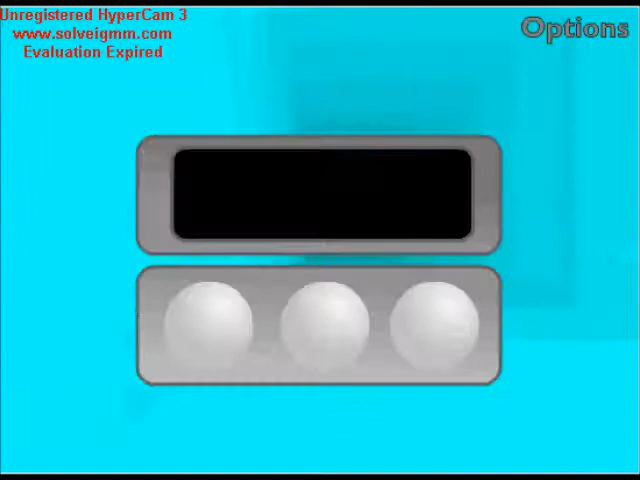 Unregistered HyperCam 3
www.solveigmm.com
Evaluation Expired
Options